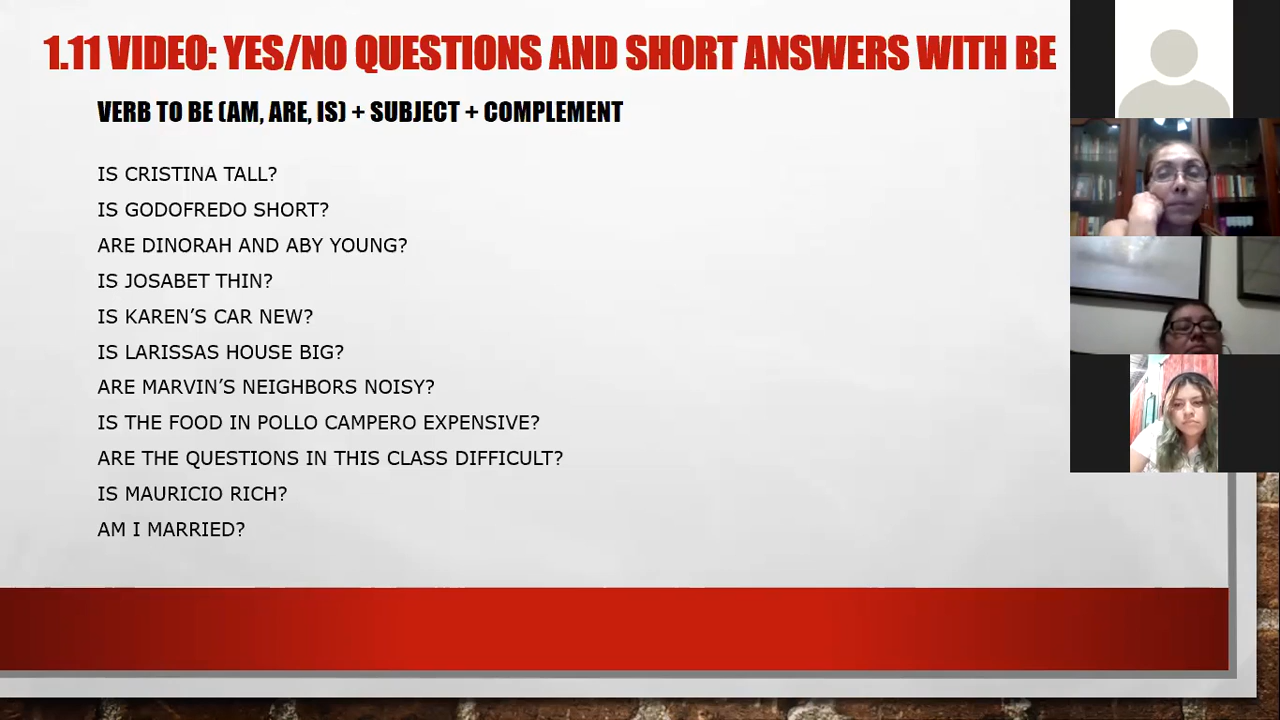 1.11 VIDEO: YES/NO QUESTIONS AND SHORT ANSWERS WITH BE
VERB TO BE (AM, ARE, IS) + SUBJECT + COMPLEMENT
IS CRISTINA TALL?
IS GODOFREDO SHORT?
ARE DINORAH AND ABY YOUNG?
IS JOSABET THIN?
IS KAREN’S CAR NEW?
IS LARISSAS HOUSE BIG?
ARE MARVIN’S NEIGHBORS NOISY?
IS THE FOOD IN POLLO CAMPERO EXPENSIVE?
ARE THE QUESTIONS IN THIS CLASS DIFFICULT?
IS MAURICIO RICH?
AM I MARRIED?